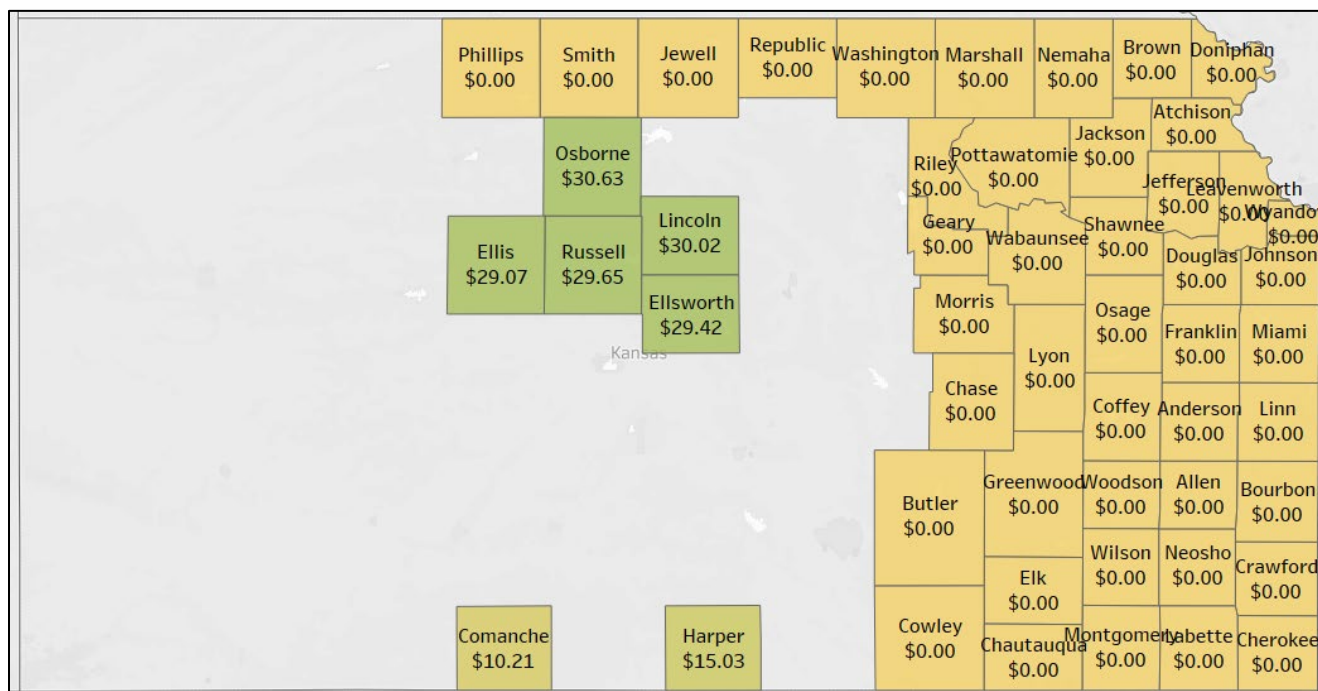 Phillips
$0.00
Smith
$0.00
Jewell
$0.00
Republic
$0.00
Washington
$0.00
Marshall
$0.00
Nemaha
$0.00
Brown
$0.00
Doniphan
$0.00
Osborne
$30.63
Riley
$0.00
Pottawatomie
$0.00
Jackson
$0.00
Atchison
$0.00
Jefferson
$0.00
Leavenworth
$0.00
Wyandot
$0.00
Ellis
$29.07
Russell
$29.65
Lincoln
$30.02
Ellsworth
$29.42
Kansas
Geary
$0.00
Wabaunsee
$0.00
Shawnee
$0.00
Douglas
$0.00
Johnson
$0.00
Morris
$0.00
Lyon
$0.00
Osage
$0.00
Franklin
$0.00
Miami
$0.00
Chase
$0.00
Coffey
$0.00
Anderson
$0.00
Linn
$0.00
Butler
$0.00
Greenwood
$0.00
Woodson
$0.00
Allen
$0.00
Bourbon
$0.00
Elk
$0.00
Wilson
$0.00
Neosho
$0.00
Crawford
$0.00
Comanche
$10.21
Harper
$15.03
Cowley
$0.00
Chautauqua
$0.00
Montgomery
$0.00
Labette
$0.00
Cherokee
$0.00